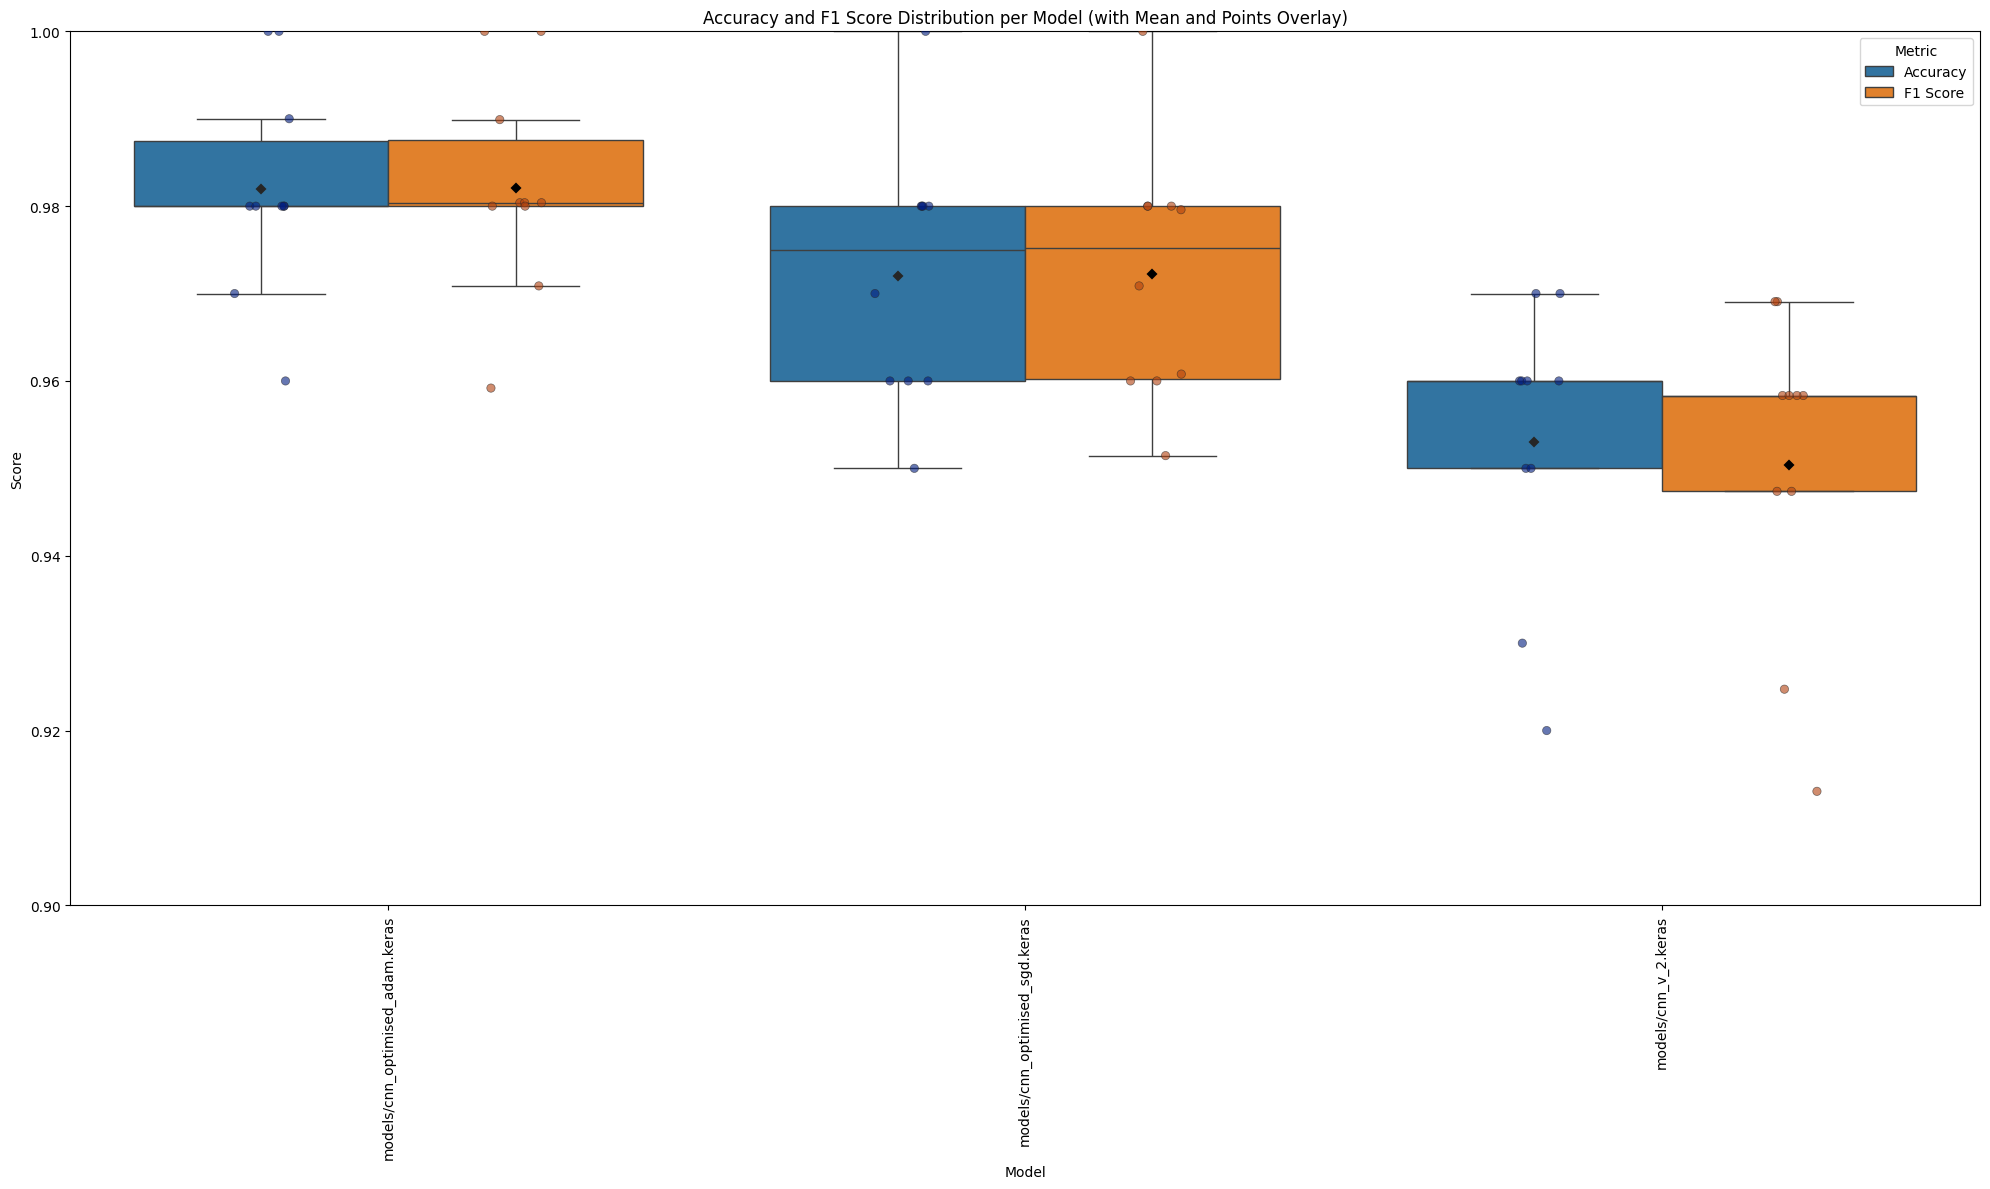 Accuracy and F1 Score Distribution per Model (with Mean and Points Overlay)
Metric
Accuracy
F1 Score
Score
1.00
0.98
0.96
0.94
0.92
0.90
models/cnn_optimised_adam.keras
models/cnn_optimised_sgd.keras
models/cnn_v_2.keras
Model